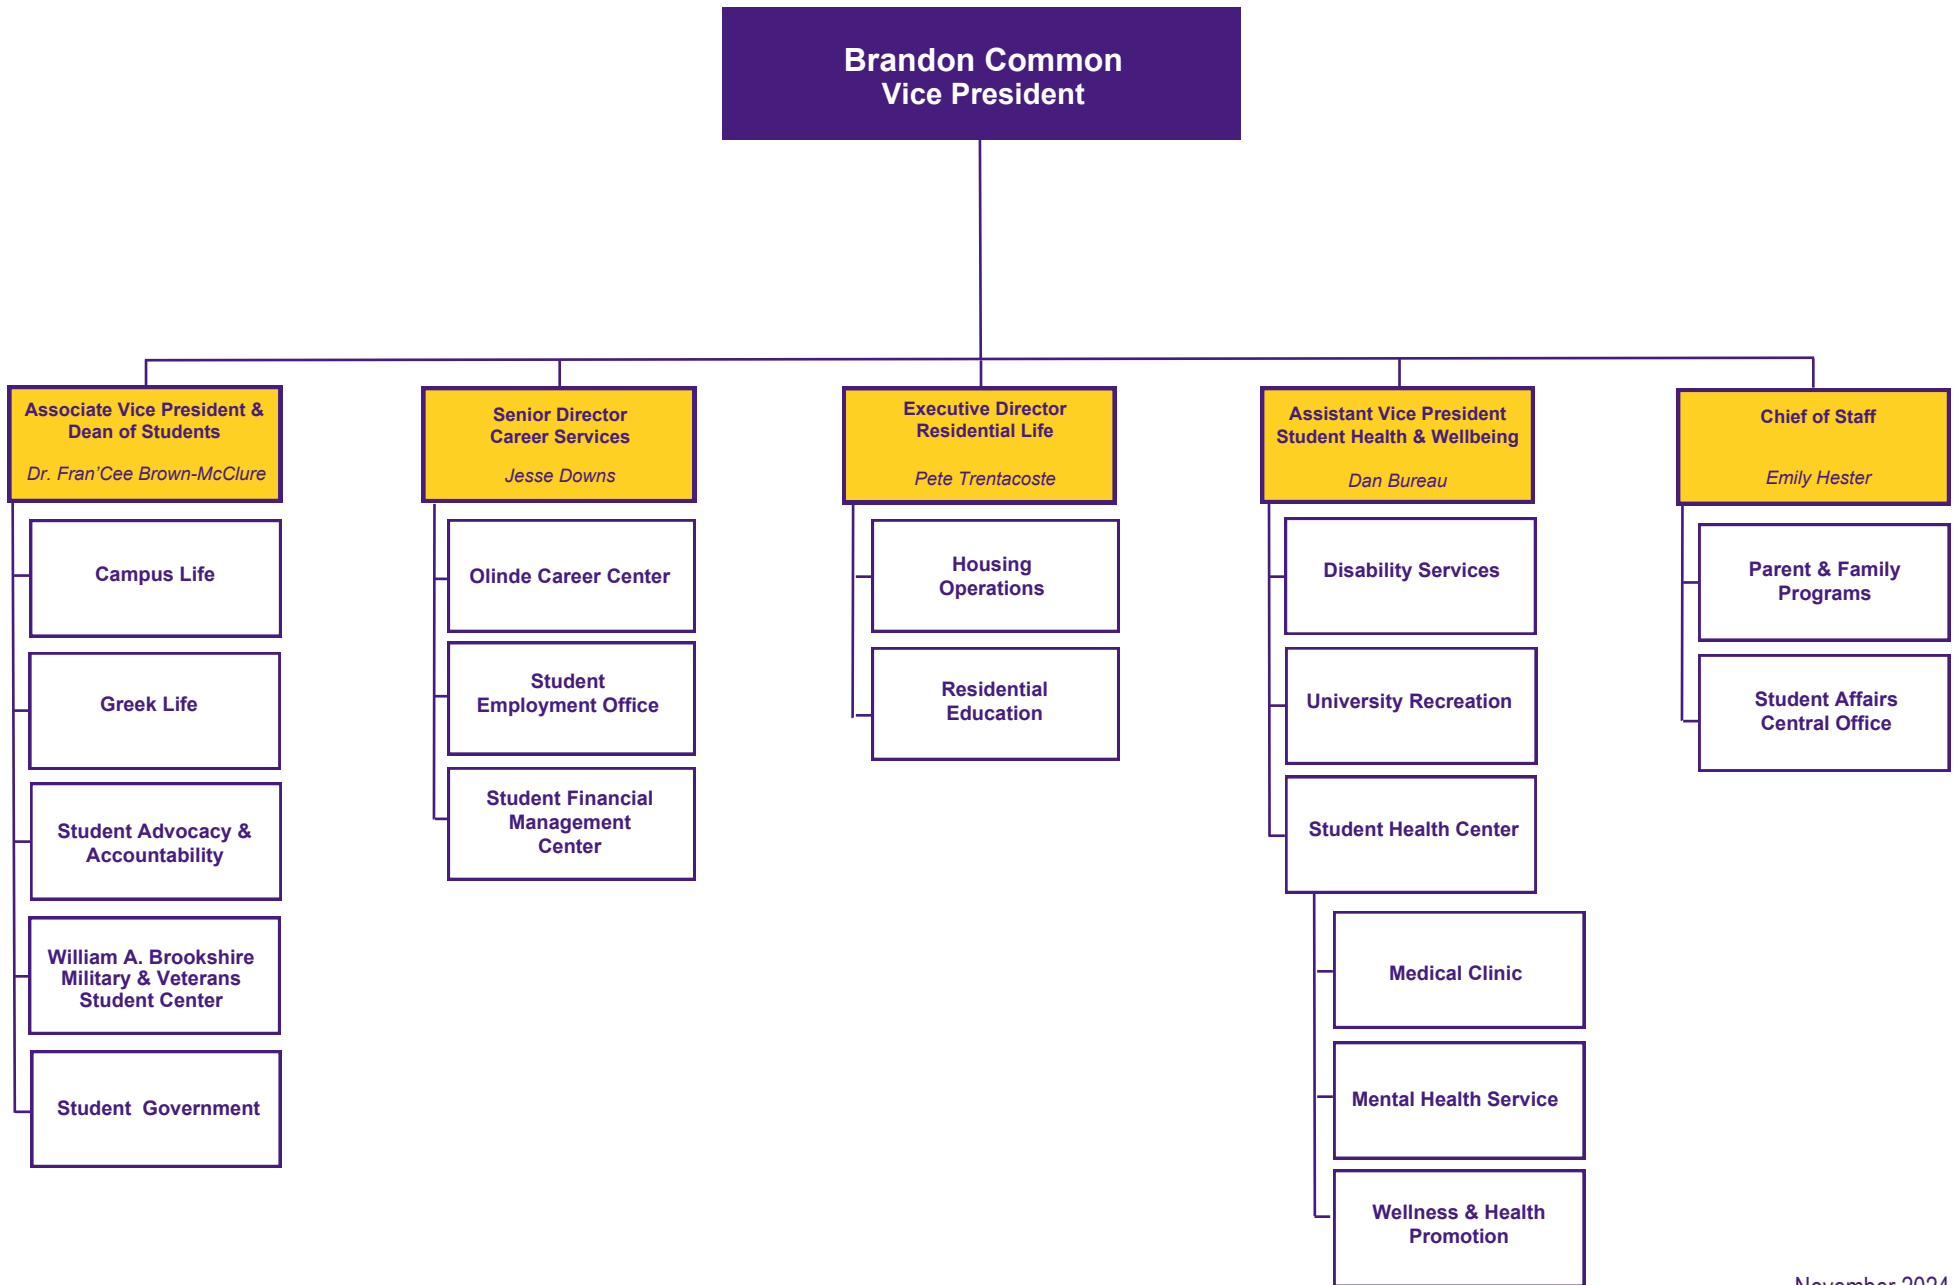 Brandon Common
Vice President
Associate Vice President &
Dean of Students
Dr. Fran’Cee Brown-McClure
Campus Life
Greek Life
Student Advocacy &
Accountability
William A. Brookshire
Military & Veterans
Student Center
Student Government
Senior Director
Career Services
Jesse Downs
Olinde Career Center
Student
Employment Office
Student Financial
Management
Center
Executive Director
Residential Life
Pete Trentacoste
Housing
Operations
Residential
Education
Assistant Vice President
Student Health & Wellbeing
Dan Bureau
Disability Services
University Recreation
Student Health Center
Medical Clinic
Mental Health Service
Wellness & Health
Promotion
Chief of Staff
Emily Hester
Parent & Family
Programs
Student Affairs
Central Office
November 2024